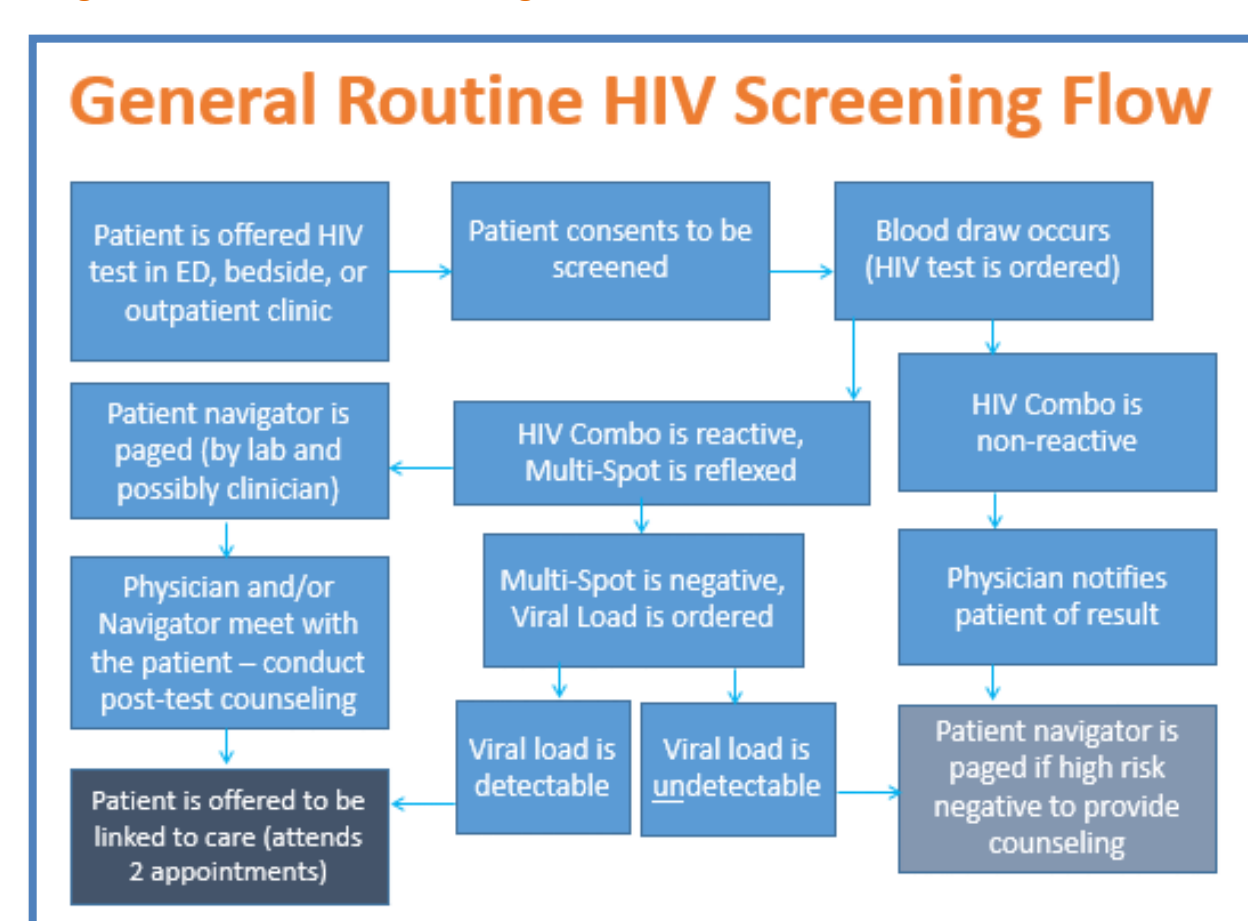 General Routine HIV Screening Flow
Patient is offered HIV
test in ED, bedside, or
outpatient clinic
Patient consents to be
screened
Blood draw occurs
(HIV test is ordered)
HIV Combo is
non-reactive
Patient navigator is
paged (by lab and
possibly clinician)
HIV Combo is reactive,
Multi-Spot is reflexed
Physician and/or
Navigator meet with
the patient – conduct
post-test counseling
Multi-Spot is negative,
Viral Load is ordered
Physician notifies
patient of result
Viral load is
detectable
Viral load is
undetectable
Patient navigator is
paged if high risk
negative to provide
counseling
Patient is offered to be
linked to care (attends
2 appointments)